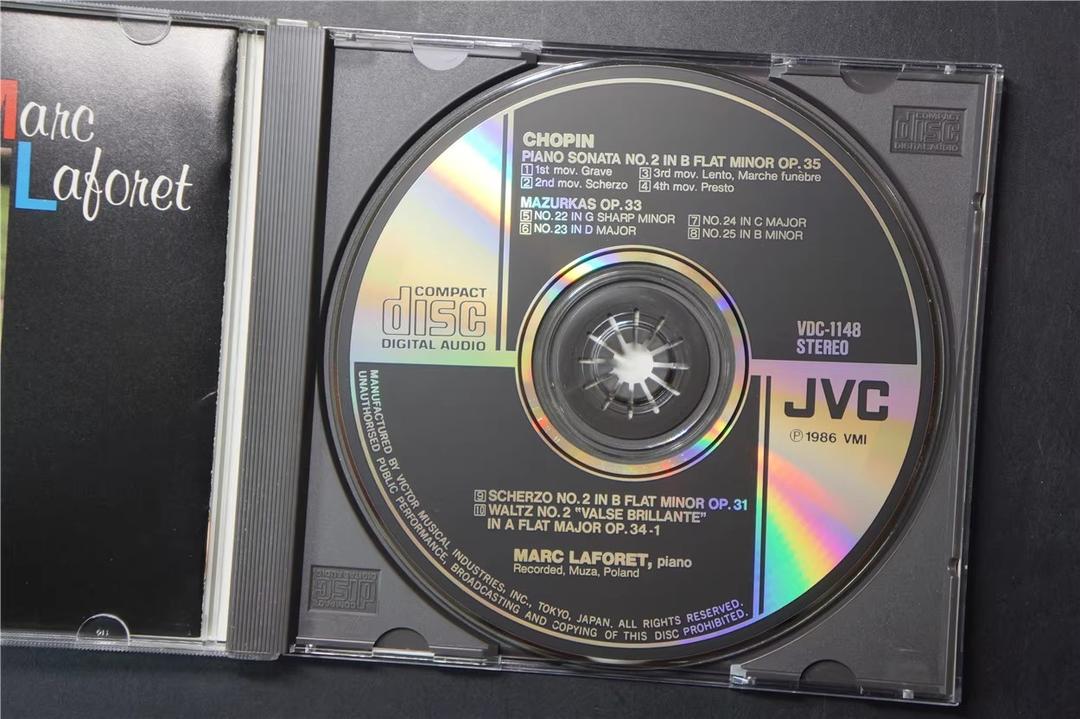 Marc
Laforet
COMPACT
disc
DIGITAL AUDIO
CHOPIN
PIANO SONATA NO.2 IN B FLAT MINOR OP.35
1 1st mov. Grave 3 3rd mov. Lento, Marche funèbre
2 2nd mov. Scherzo 4 4th mov. Presto
MAZURKAS OP.33
5 NO.22 IN G SHARP MINOR 7 NO.24 IN C MAJOR
6 NO.23 IN D MAJOR 8 NO.25 IN B MINOR
COMPACT
disc
DIGITAL AUDIO
VDC-1148
STEREO
JVC
Ⓟ 1986 VMI
9 SCHERZO NO.2 IN B FLAT MINOR OP.31
10 WALTZ NO.2 "VALSE BRILLANTE"
IN A FLAT MAJOR OP.34-1
MARC LAFORET, piano
Recorded, Muza, Poland
MANUFACTURED BY VICTOR MUSICAL INDUSTRIES, INC., TOKYO, JAPAN. ALL RIGHTS RESERVED.
UNAUTHORISED PUBLIC PERFORMANCE, BROADCASTING AND COPYING OF THIS DISC PROHIBITED.
COMPACT
disc
DIGITAL AUDIO